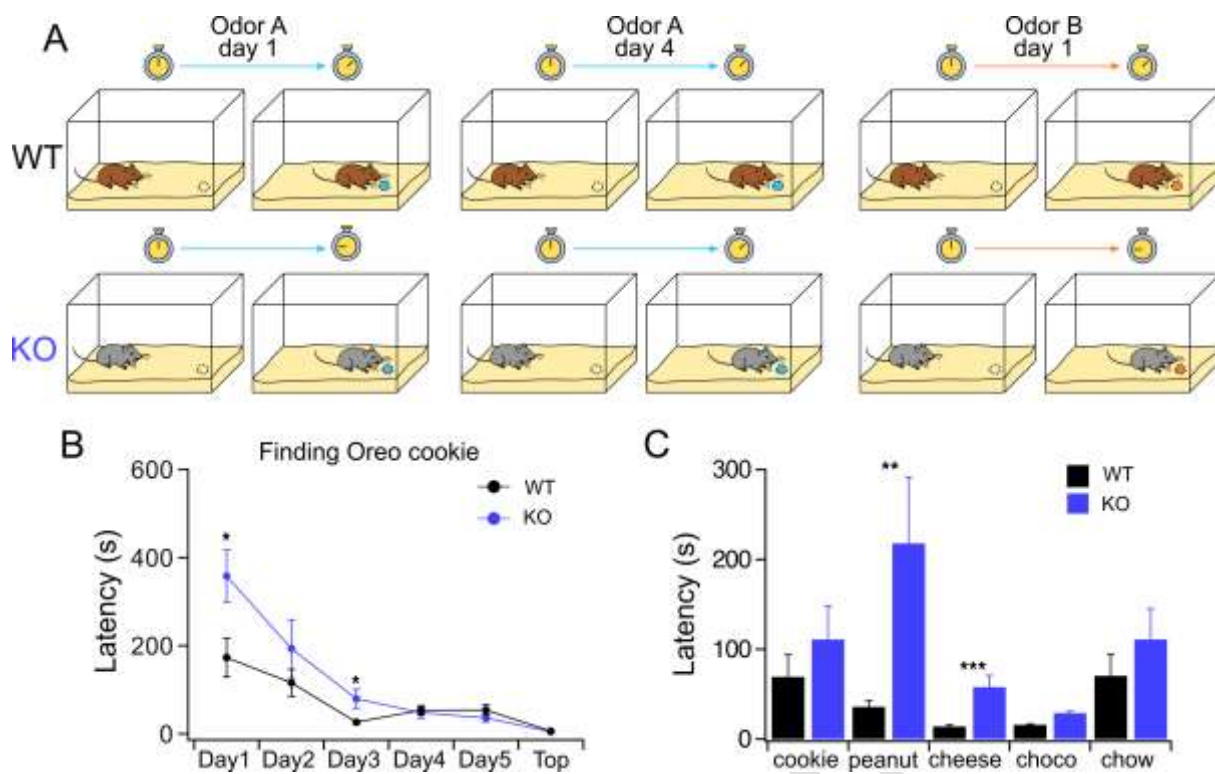 A
Odor A
day 1
Odor A
day 4
Odor B
day 1
WT
KO
B
Finding Oreo cookie
WT
KO
Latency (s)
600
400
200
0
*
*
Day1 Day2 Day3 Day4 Day5 Top
C
WT
KO
Latency (s)
300
200
100
0
**
***
cookie peanut cheese choco chow